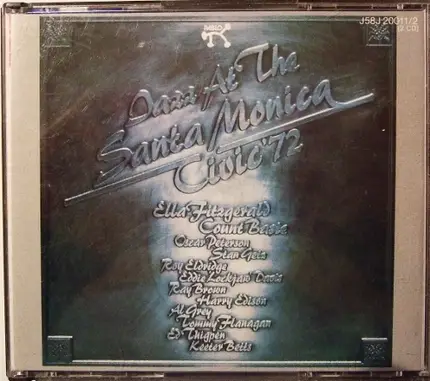 PABLO
J58J 20011/2
(2 CD)
Jazz At The
Santa Monica
Civic '72
Ella Fitzgerald
Count Basie
Oscar Peterson
Stan Getz
Roy Eldridge
Eddie Lockjaw Davis
Ray Brown
Harry Edison
Al Grey
Tommy Flanagan
Ed Thigpen
Keeter Betts